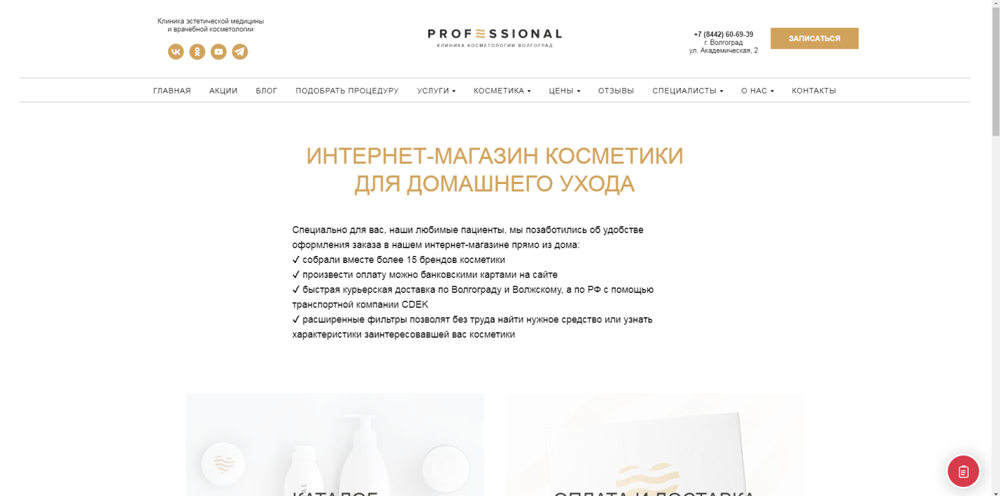 Клиника эстетической медицины
и врачебной косметологии
PROFESSIONAL
КЛИНИКА КОСМЕТОЛОГИИ ВОЛГОГРАД
+7 (8442) 60-69-39
г. Волгоград
ул. Академическая, 2
ЗАПИСАТЬСЯ
ГЛАВНАЯ АКЦИИ БЛОГ ПОДОБРАТЬ ПРОЦЕДУРУ УСЛУГИ КОСМЕТИКА ЦЕНЫ ОТЗЫВЫ СПЕЦИАЛИСТЫ О НАС КОНТАКТЫ
ИНТЕРНЕТ-МАГАЗИН КОСМЕТИКИ
ДЛЯ ДОМАШНЕГО УХОДА
Специально для вас, наши любимые пациенты, мы позаботились об удобстве
оформления заказа в нашем интернет-магазине прямо из дома:
✓ собрали вместе более 15 брендов косметики
✓ произвести оплату можно банковскими картами на сайте
✓ быстрая курьерская доставка по Волгограду и Волжскому, а по РФ с помощью
транспортной компании CDEK
✓ расширенные фильтры позволят без труда найти нужное средство или узнать
характеристики заинтересовавшей вас косметики
КАТАЛОГ
ОПЛАТА И ДОСТАВКА